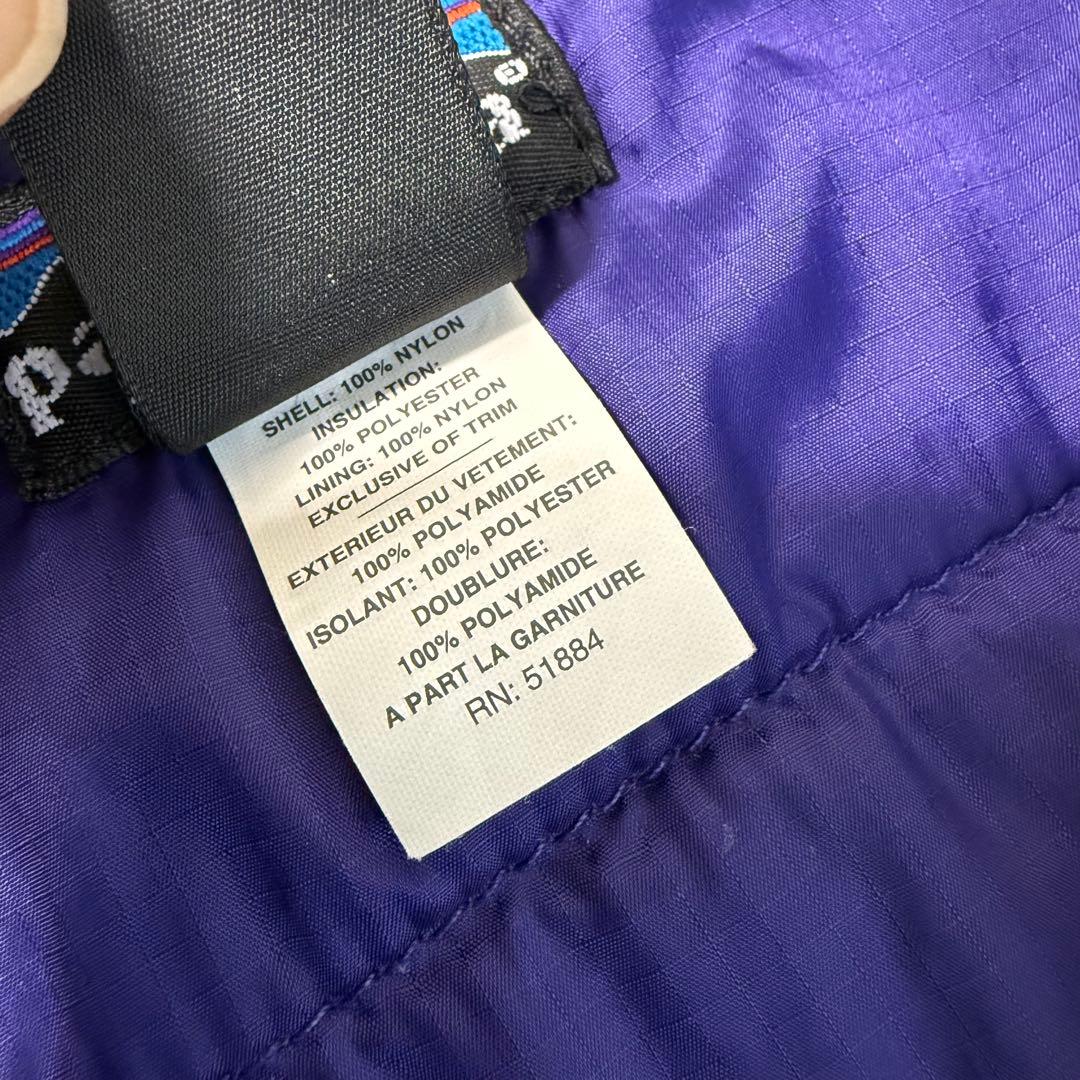 SHELL: 100% NYLON
INSULATION:
100% POLYESTER
LINING: 100% NYLON
EXCLUSIVE OF TRIM
EXTERIEUR DU VETEMENT:
100% POLYAMIDE
ISOLANT: 100% POLYESTER
DOUBLURE:
100% POLYAMIDE
A PART LA GARNITURE
RN: 51884